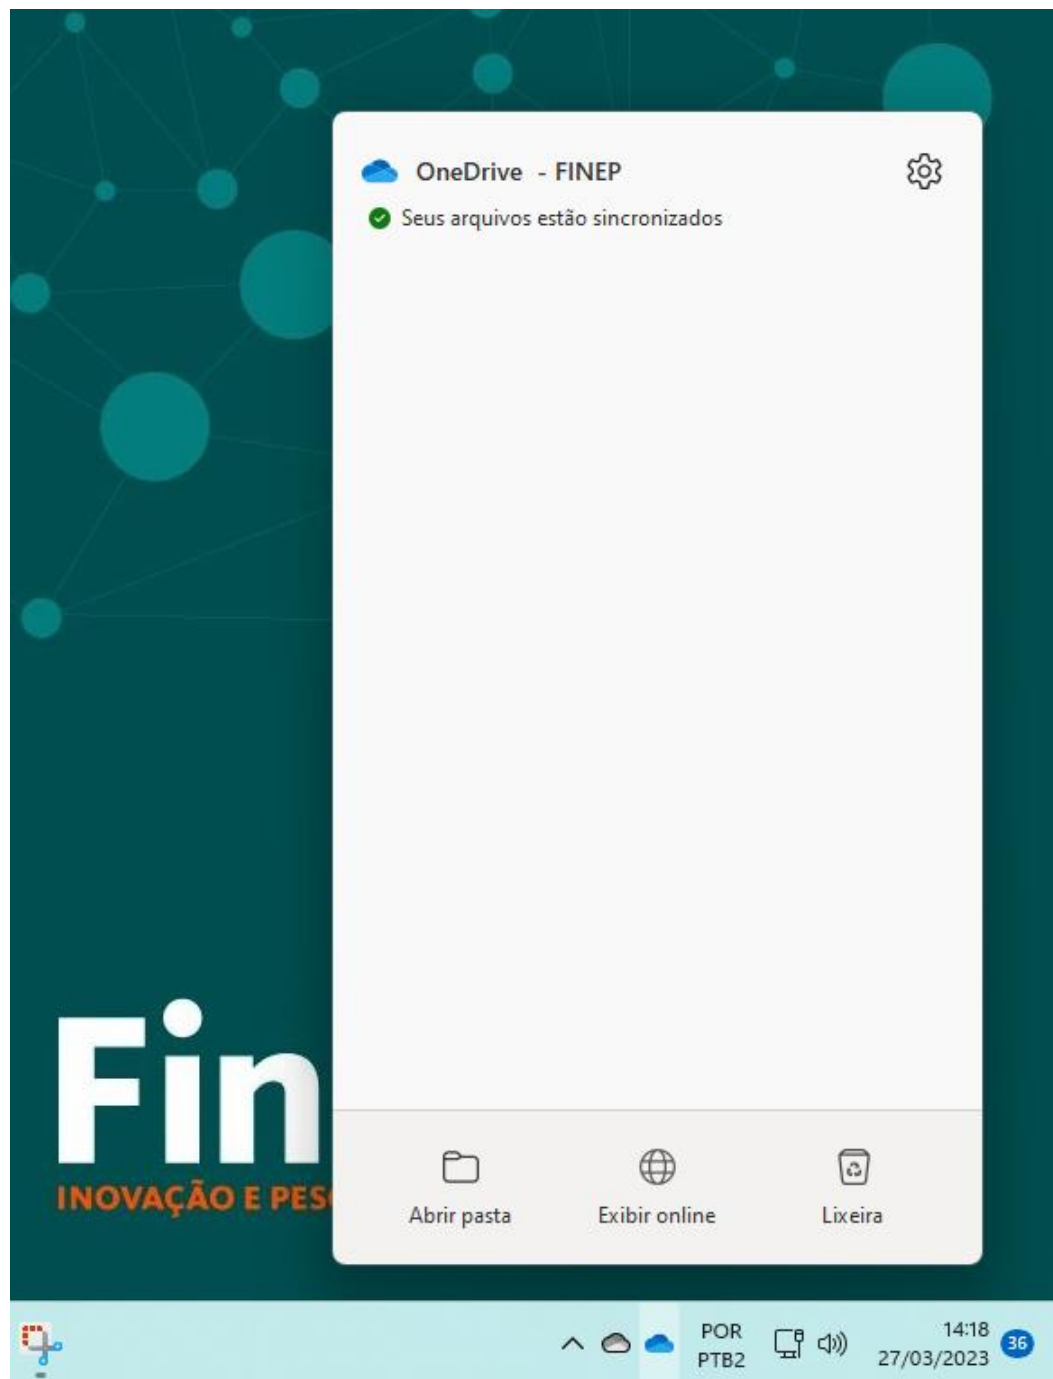 OneDrive - FINEP
Seus arquivos estão sincronizados
Fin
INOVAÇÃO E PES
Abrir pasta
Exibir online
Lixeira
POR
PTB2
14:18
27/03/2023
36